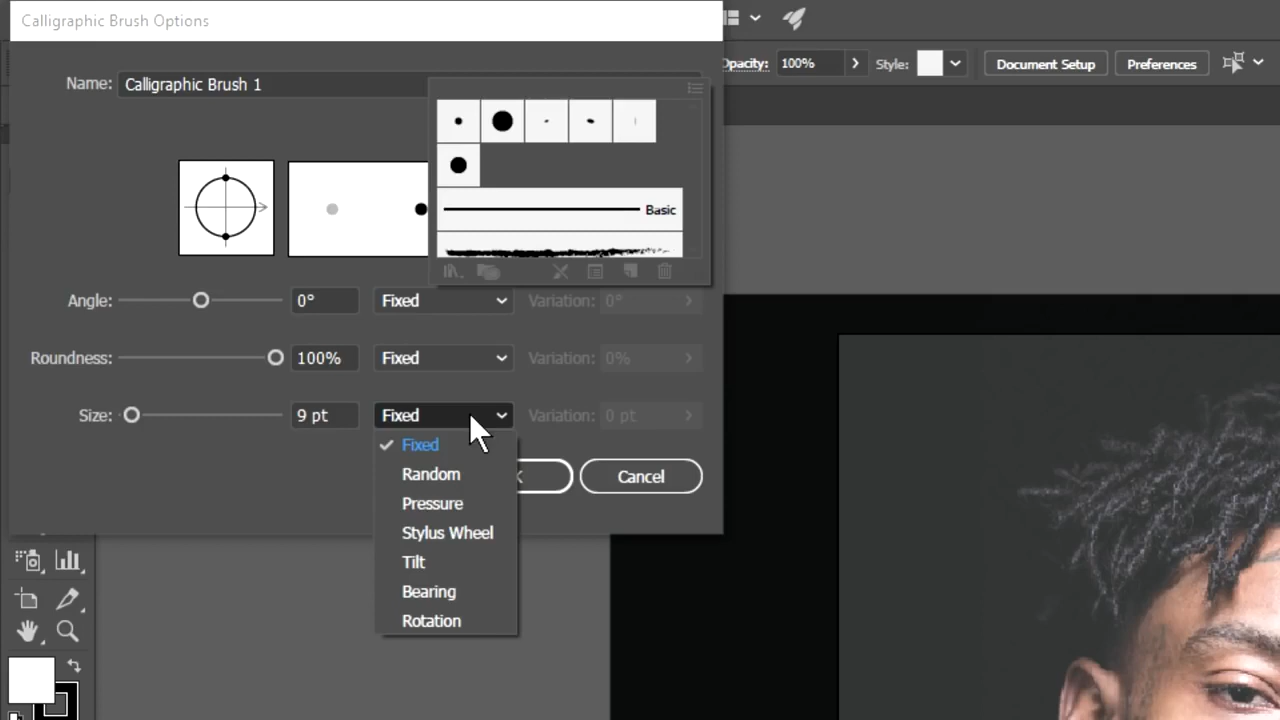 Calligraphic Brush Options
Opacity: 100% Style: Document Setup Preferences
Name: Calligraphic Brush 1
Basic
Angle: 0° Fixed Variation: 0°
Roundness: 100% Fixed Variation: 0%
Size: 9 pt Fixed Variation: 0 pt
Fixed
Random
Pressure
Stylus Wheel
Tilt
Bearing
Rotation
Cancel